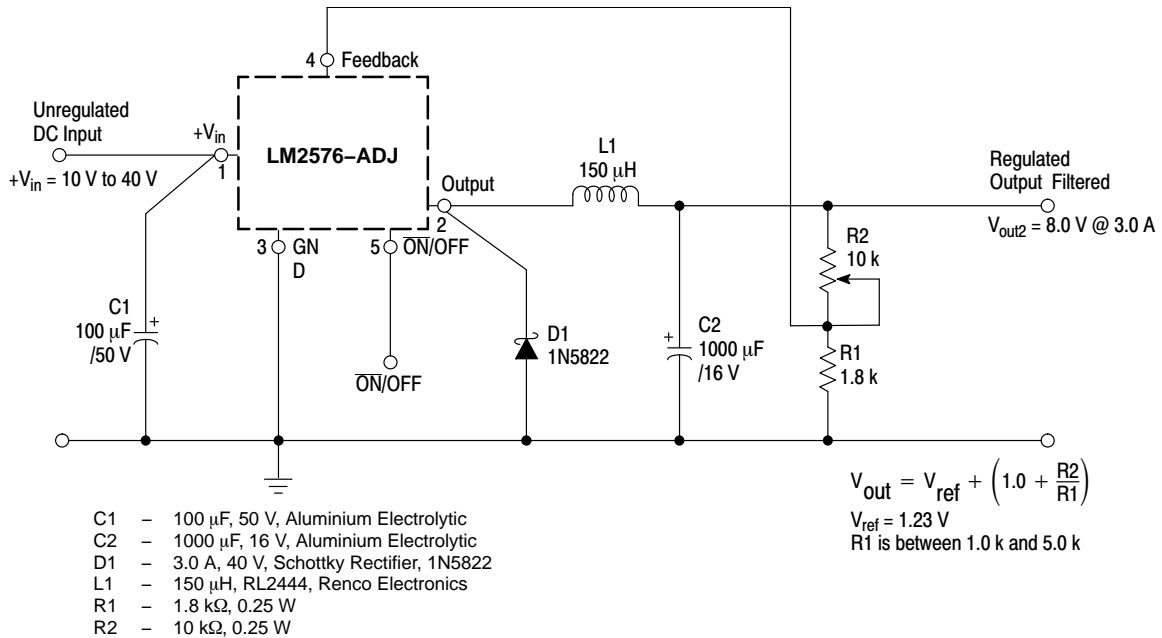 4 Feedback
Unregulated
DC Input
+Vin
1
LM2576–ADJ
+Vin = 10 V to 40 V
L1
150 μH
Output
2
Regulated
Output Filtered
Vout2 = 8.0 V @ 3.0 A
3 GN
D
5 ON/OFF
R2
10 k
C1
100 μF
/50 V
+
ON/OFF
D1
1N5822
+
C2
1000 μF
/16 V
R1
1.8 k
Vout = Vref + (1.0 + R2/R1)
Vref = 1.23 V
R1 is between 1.0 k and 5.0 k
C1 – 100 μF, 50 V, Aluminium Electrolytic
C2 – 1000 μF, 16 V, Aluminium Electrolytic
D1 – 3.0 A, 40 V, Schottky Rectifier, 1N5822
L1 – 150 μH, RL2444, Renco Electronics
R1 – 1.8 kΩ, 0.25 W
R2 – 10 kΩ, 0.25 W